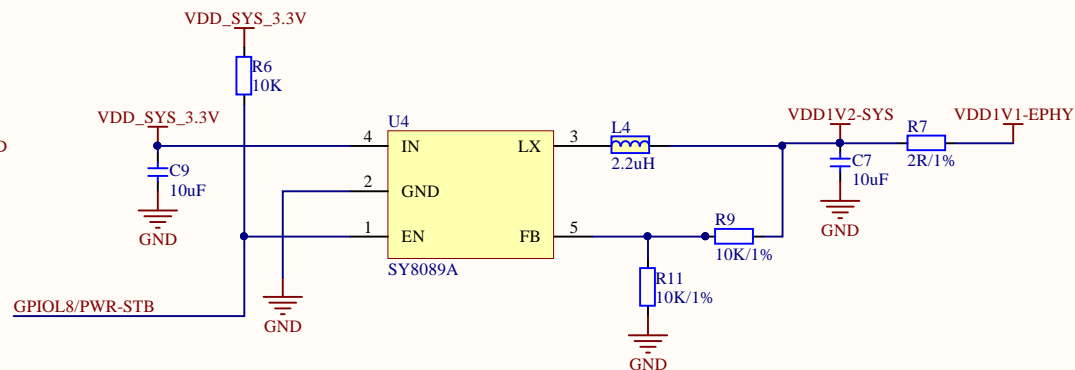 VDD_SYS_3.3V
R6
10K
VDD_SYS_3.3V
D
C9
10uF
GND
U4
4 IN LX 3
2 GND
1 EN FB 5
SY8089A
L4
2.2uH
VDD1V2-SYS
VDD1V1-EPHY
R7
2R/1%
C7
10uF
GND
R9
10K/1%
R11
10K/1%
GND
GND
GPIOL8/PWR-STB